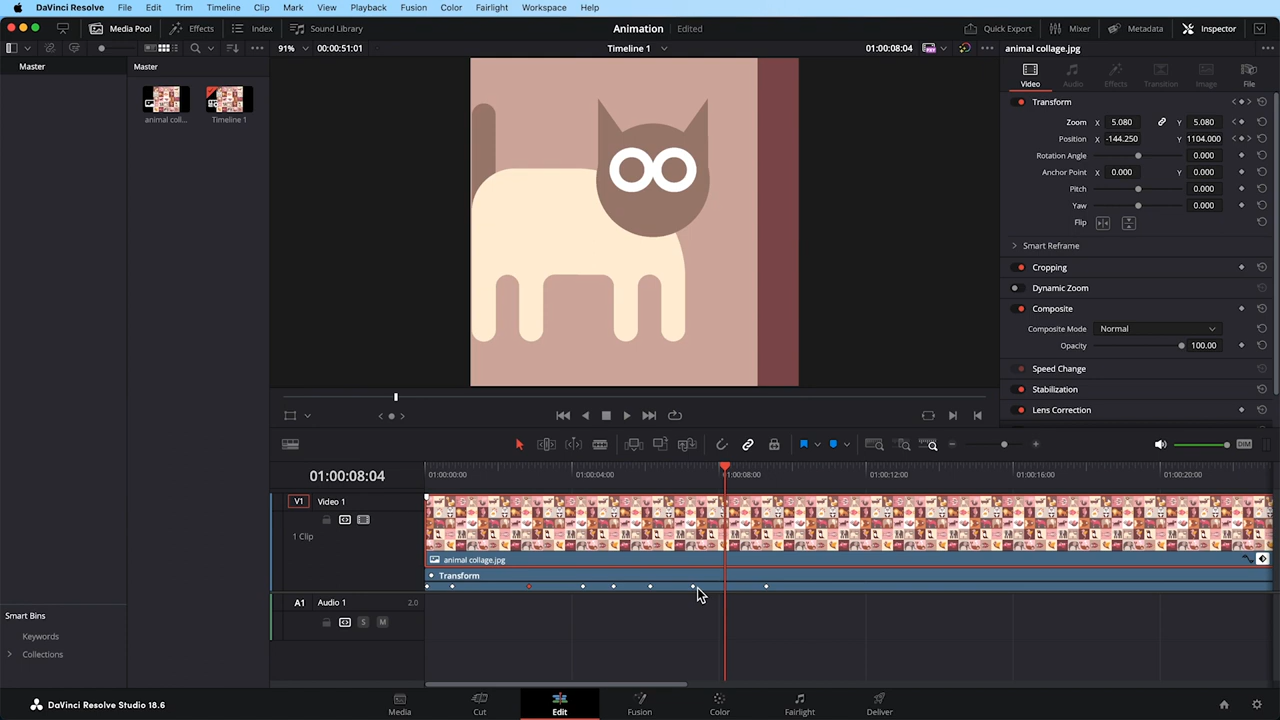 DaVinci Resolve File Edit Trim Timeline Clip Mark View Playback Fusion Color Fairlight Workspace Help
Media Pool Effects Index Sound Library Animation Edited Quick Export Mixer Metadata Inspector
91% 00:00:51:01 Timeline 1 01:00:08:04 animal collage.jpg
Master Master
animal coll... Timeline 1
Video Audio Effects Transition Image File
Transform
Zoom X 5.080 Y 5.080
Position X -144.250 Y 1104.000
Rotation Angle 0.000
Anchor Point X 0.000 Y 0.000
Pitch 0.000
Yaw 0.000
Flip
Smart Reframe
Cropping
Dynamic Zoom
Composite
Composite Mode Normal
Opacity 100.00
Speed Change
Stabilization
Lens Correction
DIM
01:00:08:04 01:00:00:00 01:00:04:00 01:00:08:00 01:00:12:00 01:00:16:00 01:00:20:00
V1 Video 1
1 Clip
animal collage.jpg
Transform
A1 Audio 1 2.0
S M
Smart Bins
Keywords
Collections
DaVinci Resolve Studio 18.6
Media Cut Edit Fusion Color Fairlight Deliver